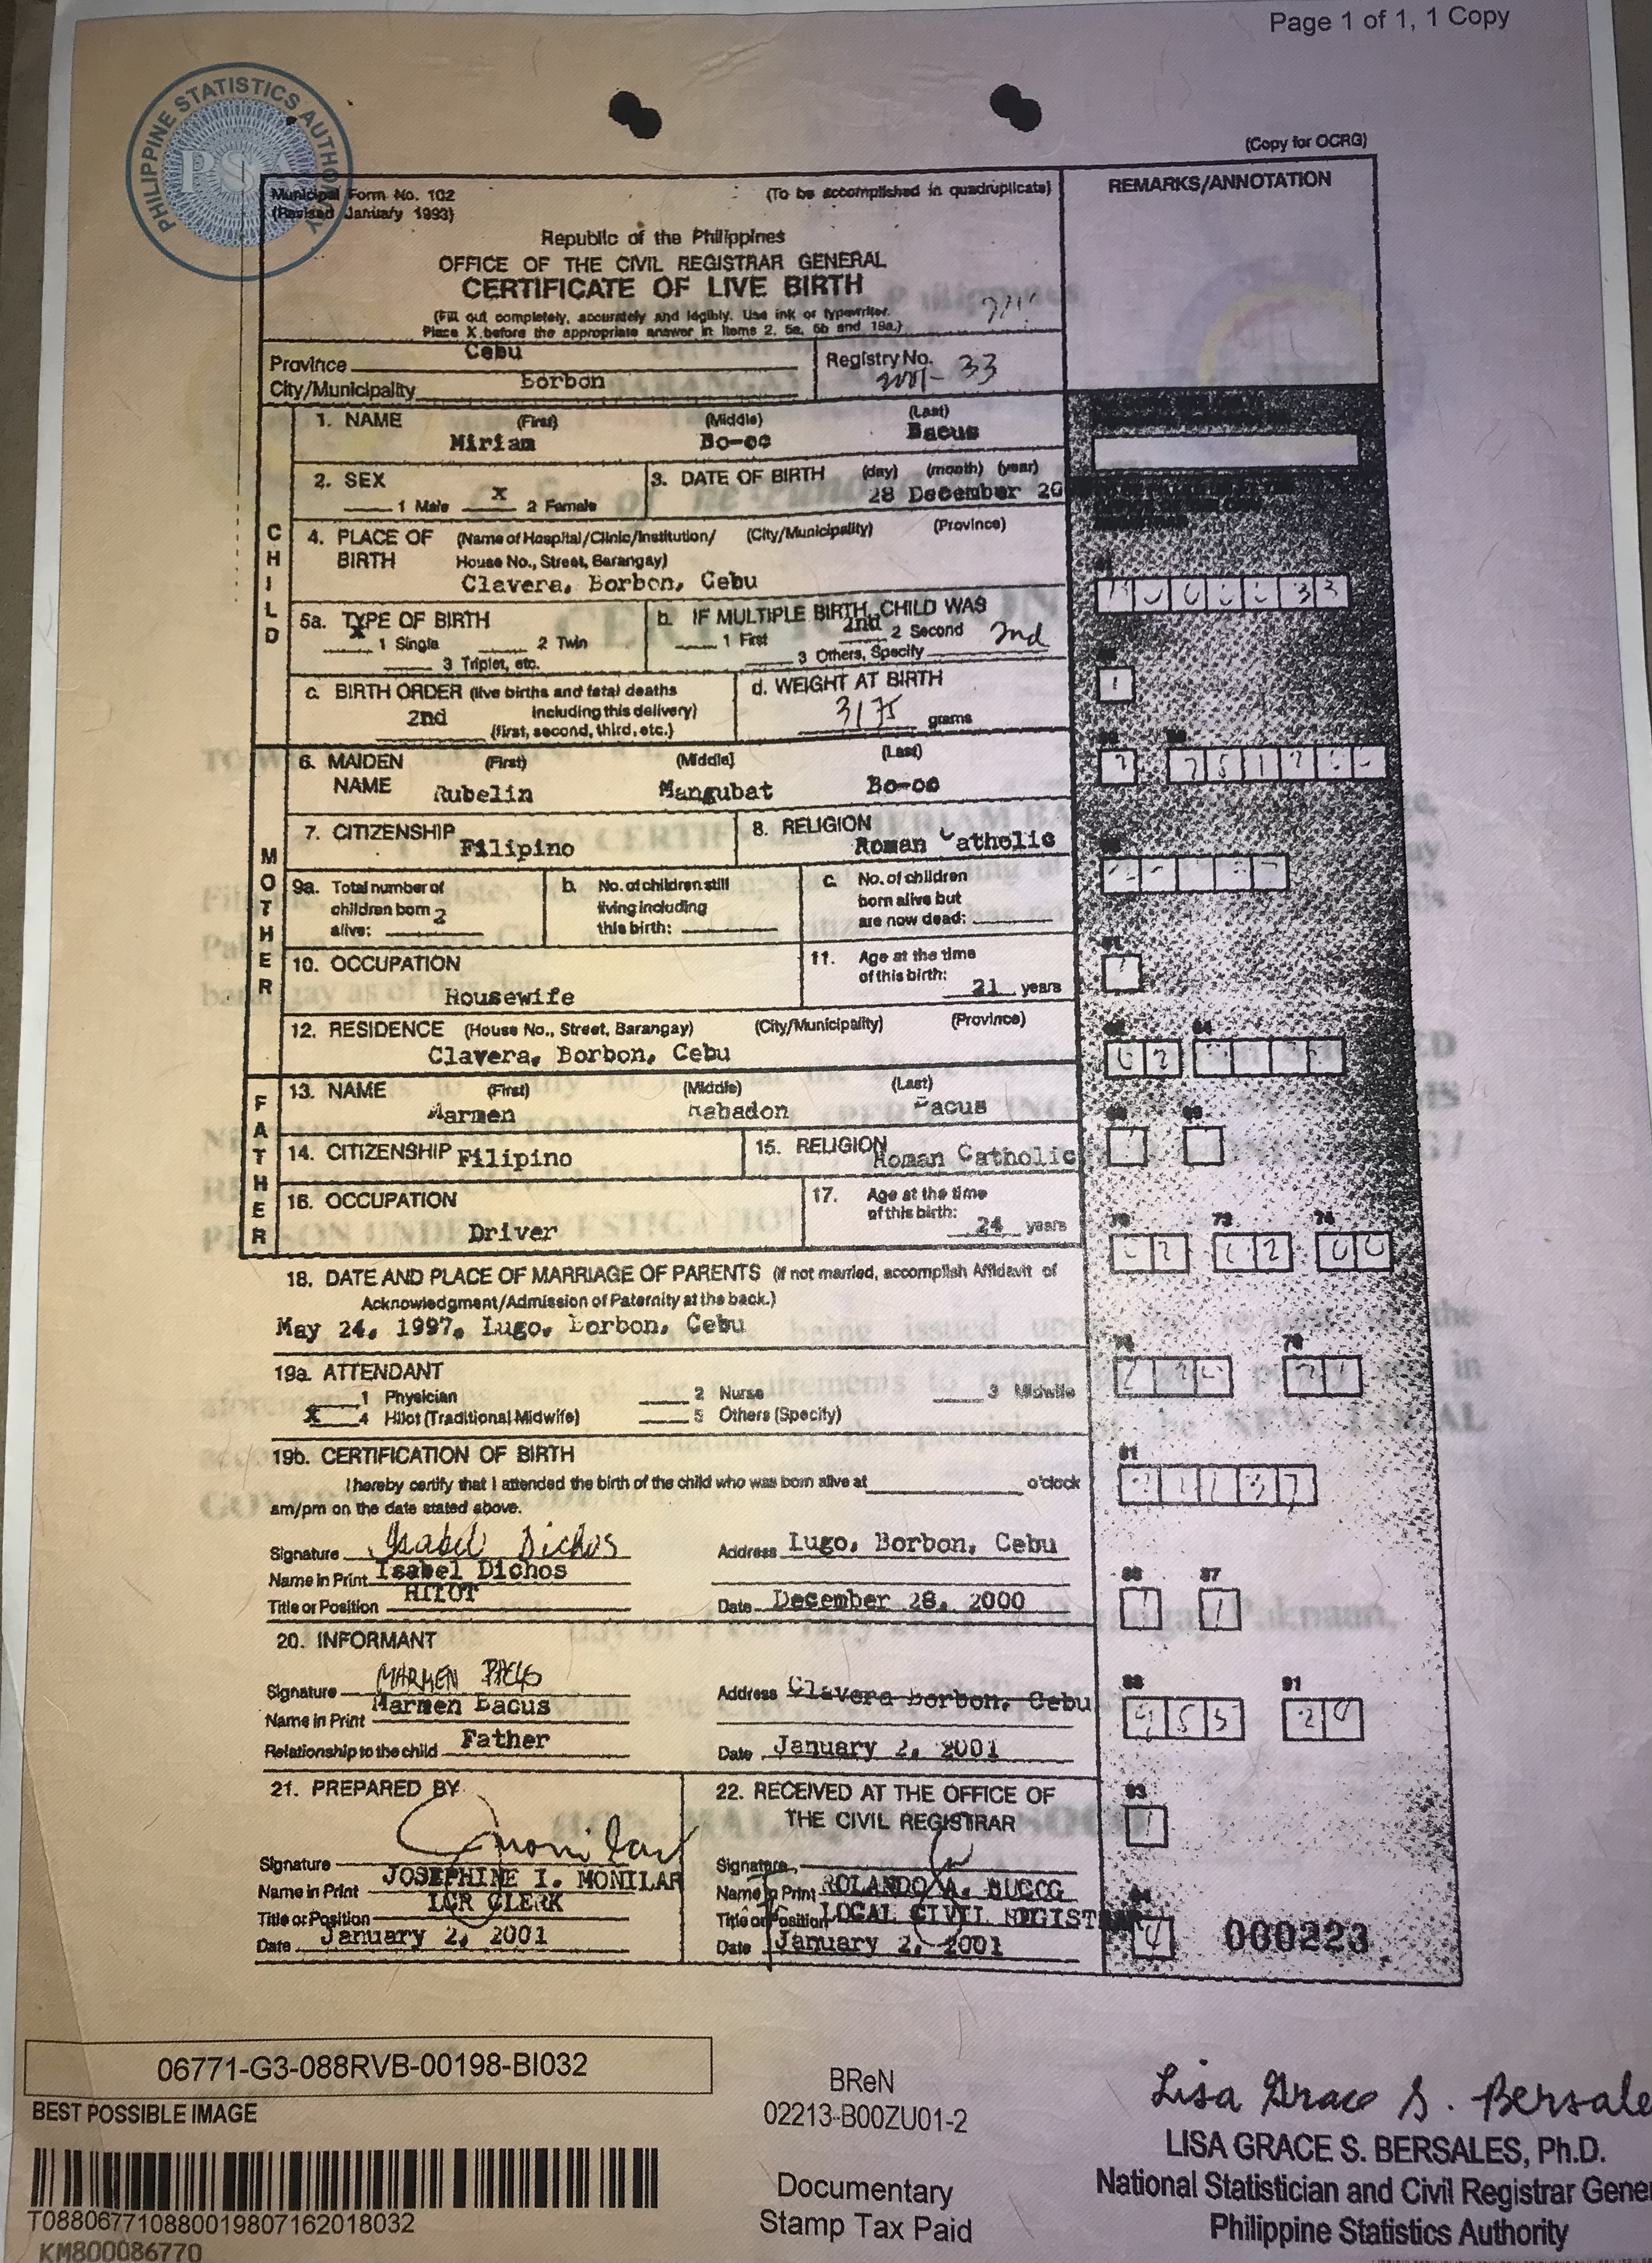 Page 1 of 1, 1 Copy
PHILIPPINE STATISTICS AUTHORITY
PSA
(Copy for OCRG)
Municipal Form No. 102
(Revised January 1993)
(To be accomplished in quadruplicate)
REMARKS/ANNOTATION
Republic of the Philippines
OFFICE OF THE CIVIL REGISTRAR GENERAL
CERTIFICATE OF LIVE BIRTH
(Fill out completely, accurately and legibly. Use ink or typewriter.
Place X before the appropriate answer in items 2, 5a, 5b and 19a.)
Province Cebu
City/Municipality Borbon
Registry No. 33
CHILD
1. NAME (First) (Middle) (Last)
Miriam Bo-oc Bacus
2. SEX
1 Male X 2 Female
3. DATE OF BIRTH (day) (month) (year)
28 December 20
4. PLACE OF BIRTH (Name of Hospital/Clinic/Institution/ (City/Municipality) (Province)
House No., Street, Barangay)
Clavera, Borbon, Cebu
5a. TYPE OF BIRTH
X 1 Single 2 Twin
3 Triplet, etc.
b. IF MULTIPLE BIRTH, CHILD WAS
1 First 2nd 2 Second
3 Others, Specify 2nd
c. BIRTH ORDER (live births and fetal deaths
2nd including this delivery)
(first, second, third, etc.)
d. WEIGHT AT BIRTH
3175 grams
MOTHER
6. MAIDEN NAME (First) (Middle) (Last)
Rubelin Mangubat Bo-oc
7. CITIZENSHIP Filipino
8. RELIGION Roman Catholic
9a. Total number of
children born 2
alive:
b. No. of children still
living including
this birth:
c. No. of children
born alive but
are now dead:
10. OCCUPATION
Housewife
11. Age at the time
of this birth:
21 years
12. RESIDENCE (House No., Street, Barangay) (City/Municipality) (Province)
Clavera, Borbon, Cebu
FATHER
13. NAME (First) (Middle) (Last)
Marmen Rabadon Bacus
14. CITIZENSHIP Filipino
15. RELIGION Roman Catholic
16. OCCUPATION
Driver
17. Age at the time
of this birth:
24 years
18. DATE AND PLACE OF MARRIAGE OF PARENTS (If not married, accomplish Affidavit of
Acknowledgment/Admission of Paternity at the back.)
May 24, 1997, Lugo, Borbon, Cebu
19a. ATTENDANT
1 Physician 2 Nurse 3 Midwife
X 4 Hilot (Traditional Midwife) 5 Others (Specify)
19b. CERTIFICATION OF BIRTH
I hereby certify that I attended the birth of the child who was born alive at o'clock
am/pm on the date stated above.
Signature Isabel Dichos
Address Lugo, Borbon, Cebu
Name in Print Isabel Dichos
Title or Position HILOT
Date December 28, 2000
20. INFORMANT
Signature MARMEN BACUS
Address Clavera Borbon, Cebu
Name in Print Marmen Bacus
Relationship to the child Father
Date January 2, 2001
21. PREPARED BY
Signature
Name in Print JOSEPHINE I. MONILAR
Title or Position LCR CLERK
Date January 2, 2001
22. RECEIVED AT THE OFFICE OF
THE CIVIL REGISTRAR
Signature
Name in Print ROLANDO A.
Title or Position LOCAL CIVIL REGIST
Date January 2, 2001
000223
06771-G3-088RVB-00198-BI032
BEST POSSIBLE IMAGE
T088067710880019807162018032
KM800086770
BReN
02213-B00ZU01-2
Documentary
Stamp Tax Paid
Lisa Grace S. Bersale
LISA GRACE S. BERSALES, Ph.D.
National Statistician and Civil Registrar Gene
Philippine Statistics Authority